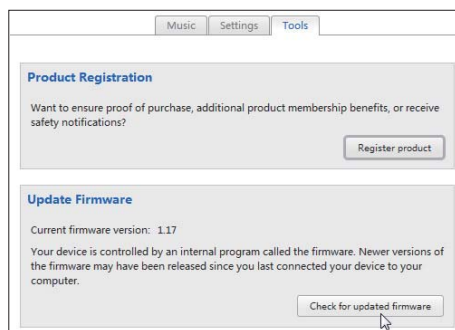 Music Settings Tools
Product Registration
Want to ensure proof of purchase, additional product membership benefits, or receive
safety notifications?
Register product
Update Firmware
Current firmware version: 1.17
Your device is controlled by an internal program called the firmware. Newer versions of
the firmware may have been released since you last connected your device to your
computer.
Check for updated firmware